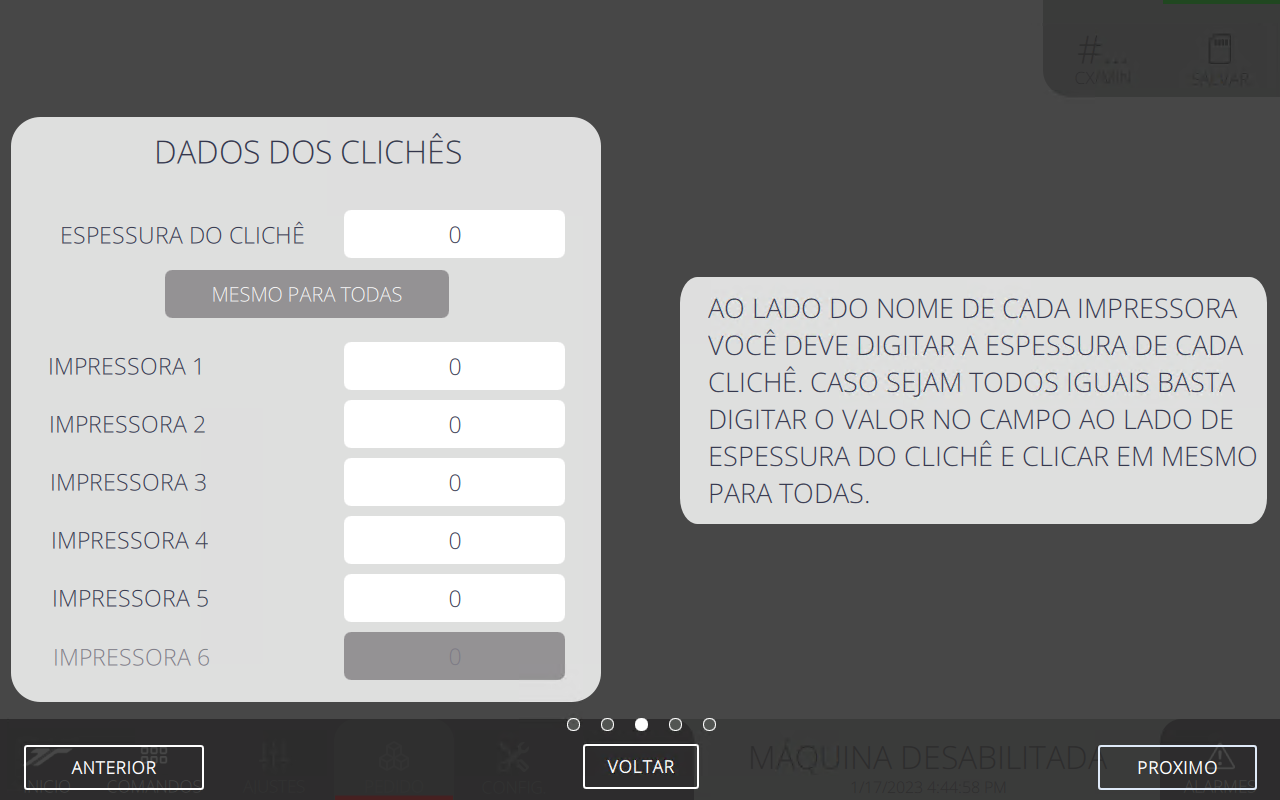 #...
CX/MIN
SALVAR
DADOS DOS CLICHÊS
ESPESSURA DO CLICHÊ 0
MESMO PARA TODAS
IMPRESSORA 1 0
IMPRESSORA 2 0
IMPRESSORA 3 0
IMPRESSORA 4 0
IMPRESSORA 5 0
IMPRESSORA 6 0
AO LADO DO NOME DE CADA IMPRESSORA
VOCÊ DEVE DIGITAR A ESPESSURA DE CADA
CLICHÊ. CASO SEJAM TODOS IGUAIS BASTA
DIGITAR O VALOR NO CAMPO AO LADO DE
ESPESSURA DO CLICHÊ E CLICAR EM MESMO
PARA TODAS.
ANTERIOR
VOLTAR
PROXIMO
INICIO
COMANDOS
AJUSTES
CONFIG
MÁQUINA DESABILITADA
1/17/2023 4:44:58 PM
ALARMES